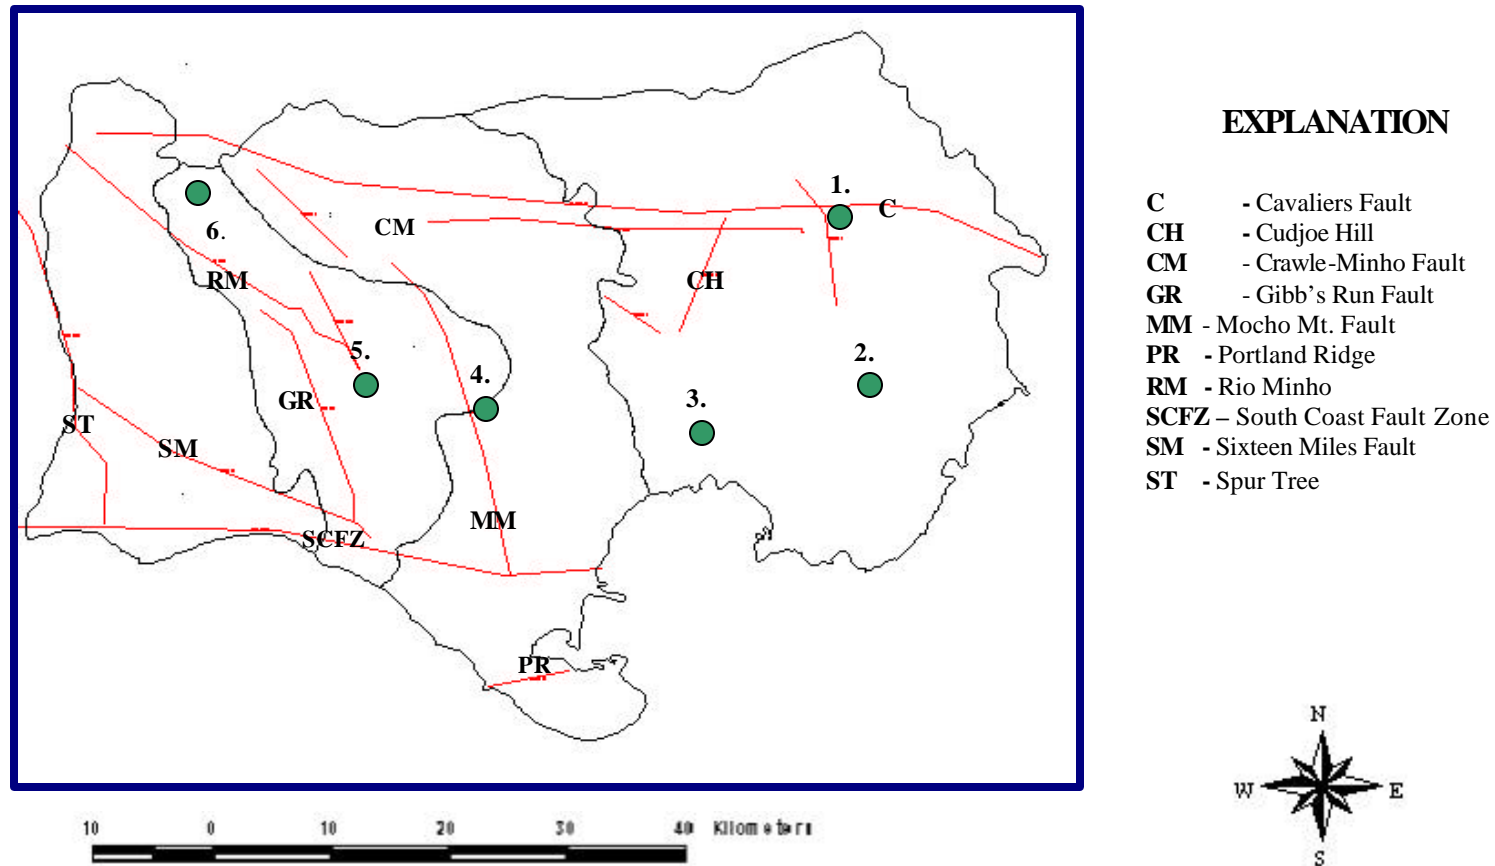 EXPLANATION
C - Cavaliers Fault
CH - Cudjoe Hill
CM - Crawle-Minho Fault
GR - Gibb’s Run Fault
MM - Mocho Mt. Fault
PR - Portland Ridge
RM - Rio Minho
SCFZ – South Coast Fault Zone
SM - Sixteen Miles Fault
ST - Spur Tree
1.
C
6.
CM
RM
CH
5.
2.
4.
GR
3.
ST
SM
MM
SCFZ
PR
N
W E
S
10 0 10 20 30 40 Kilometers